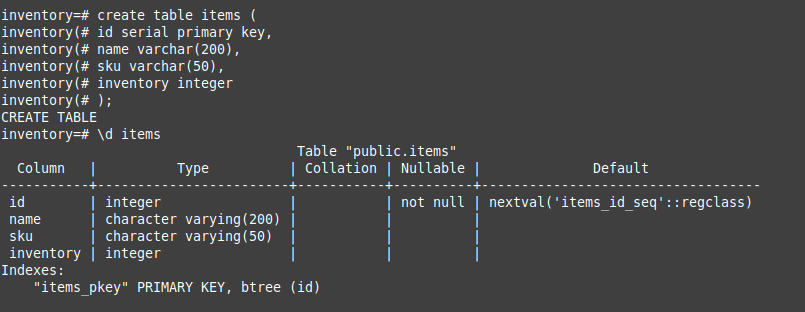 inventory=# create table items (
inventory(# id serial primary key,
inventory(# name varchar(200),
inventory(# sku varchar(50),
inventory(# inventory integer
inventory(# );
CREATE TABLE
inventory=# \d items
                                    Table "public.items"
  Column   |          Type          | Collation | Nullable |              Default
-----------+------------------------+-----------+----------+-----------------------------------
 id        | integer                |           | not null | nextval('items_id_seq'::regclass)
 name      | character varying(200) |           |          |
 sku       | character varying(50)  |           |          |
 inventory | integer                |           |          |
Indexes:
    "items_pkey" PRIMARY KEY, btree (id)